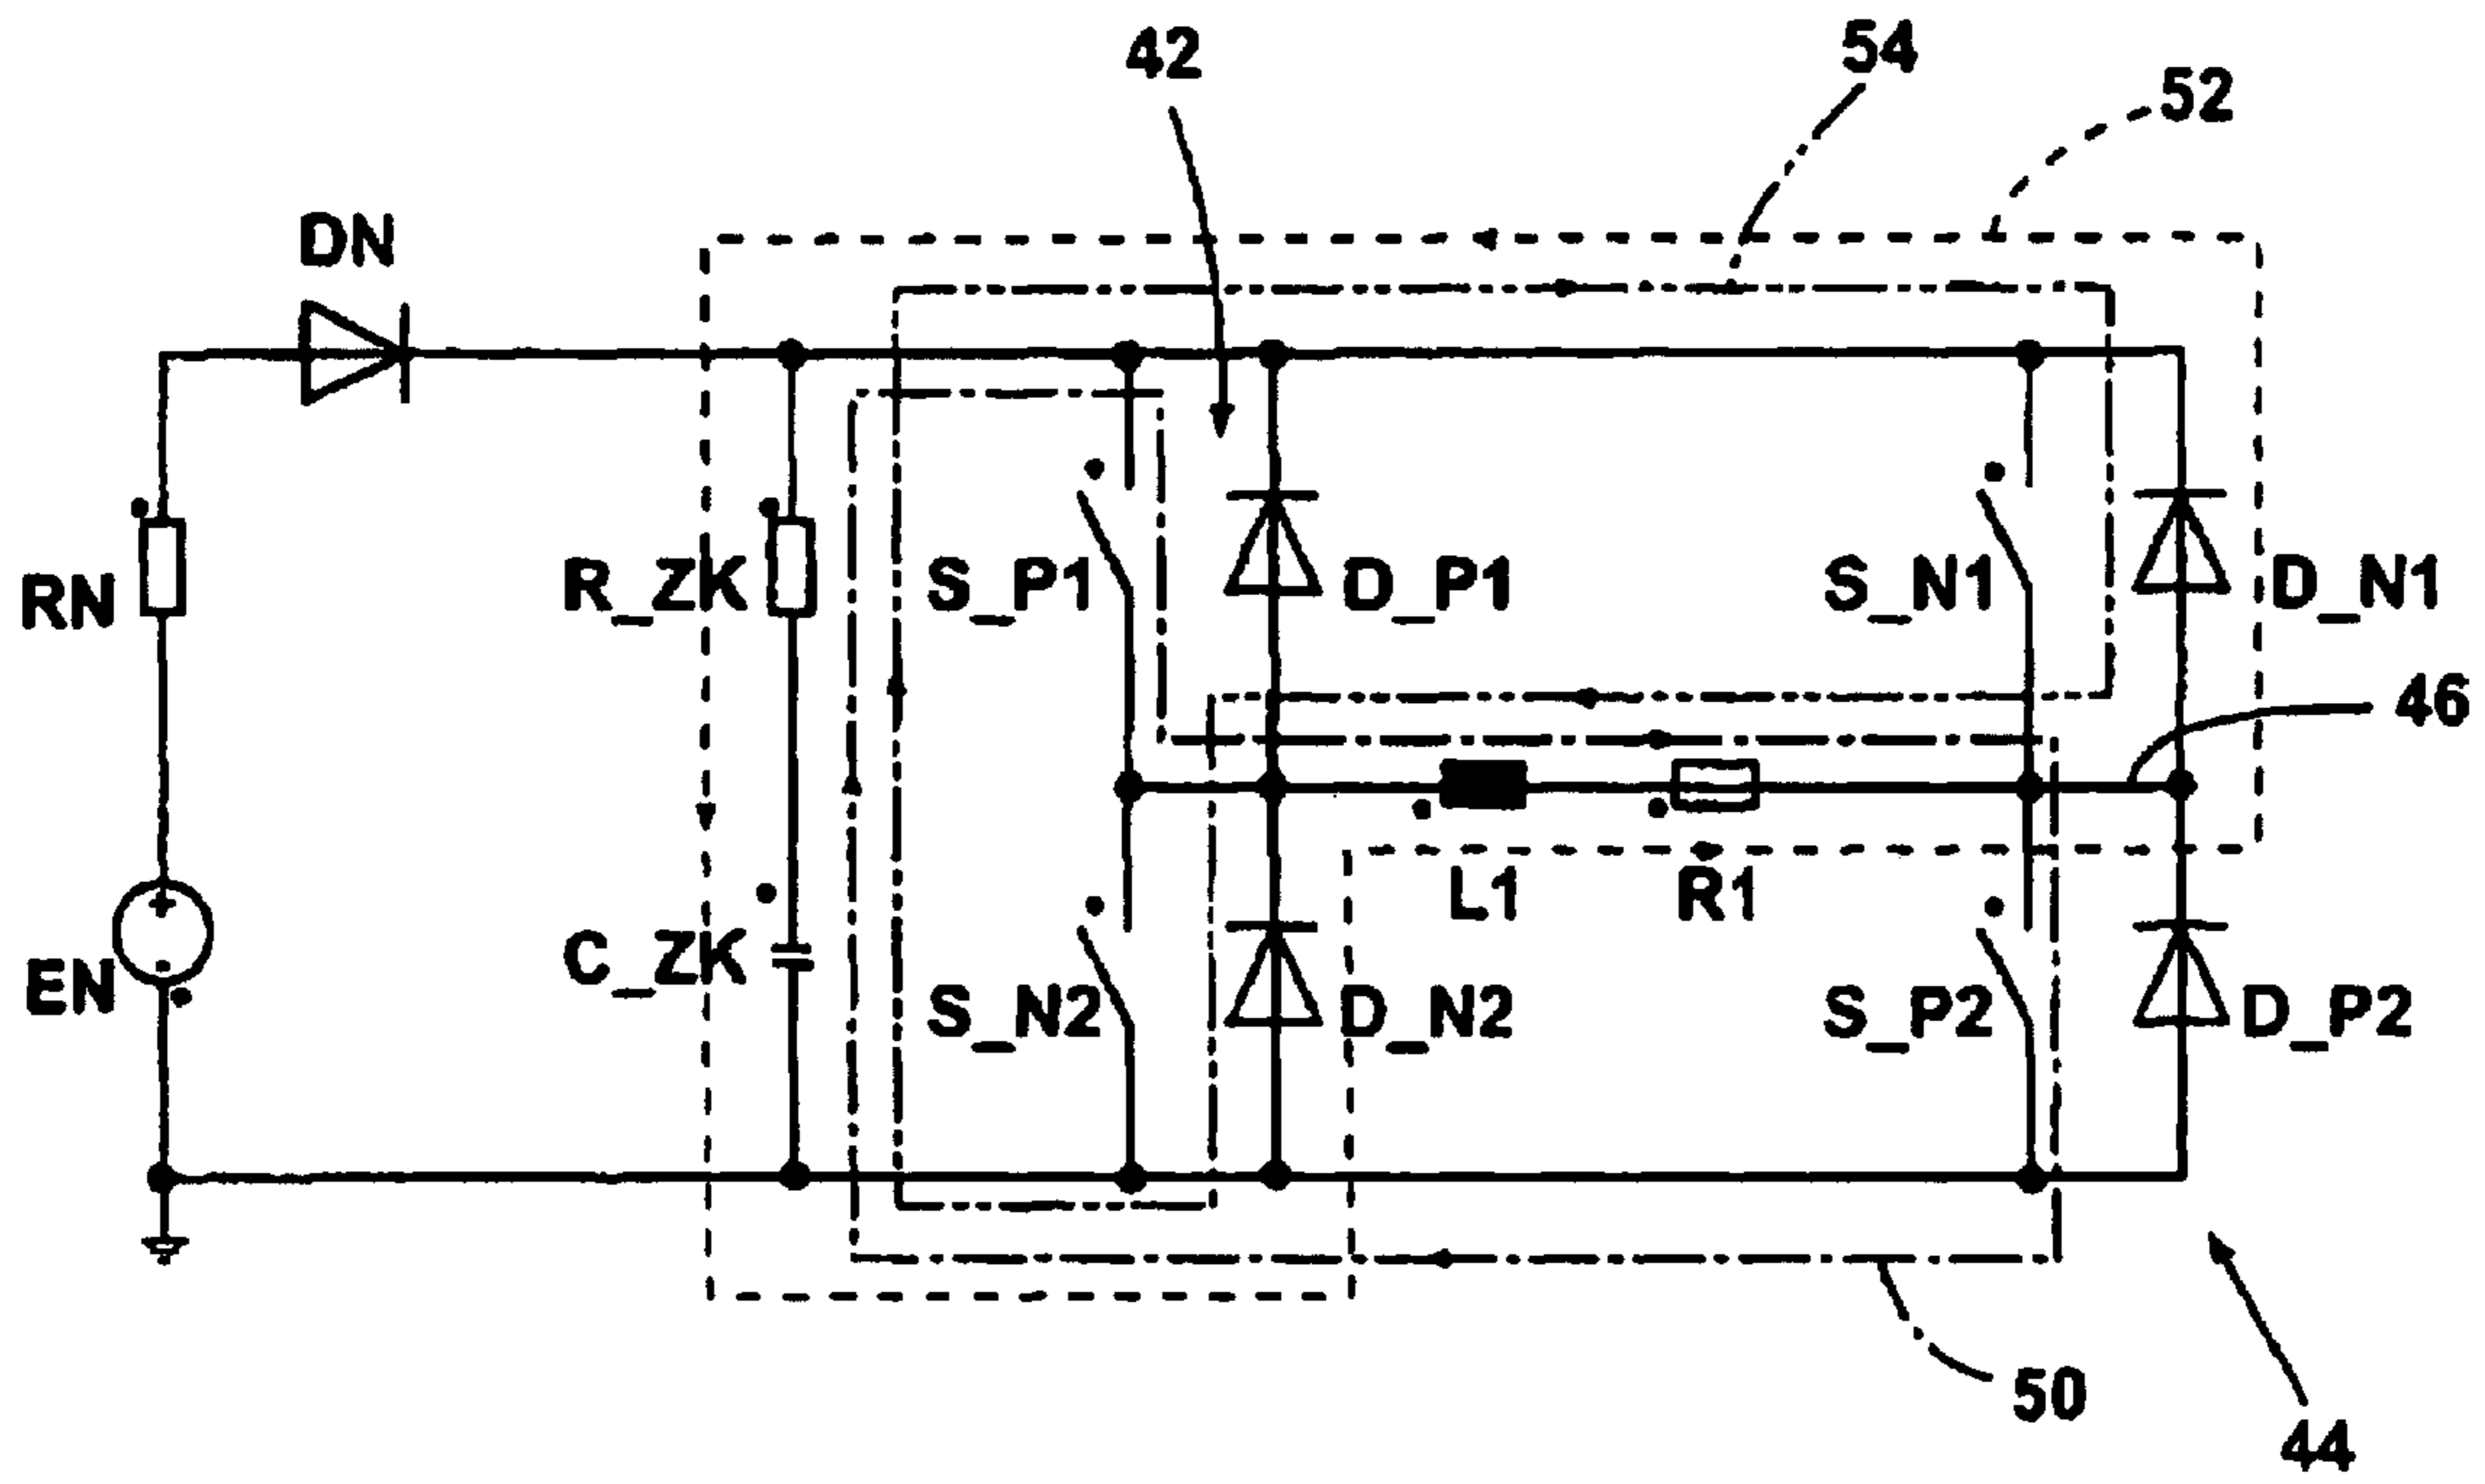 42
54
52
DN
RN
R_ZK
S_P1
D_P1
S_N1
D_N1
46
EN
C_ZK
S_N2
D_N2
L1
R1
S_P2
D_P2
50
44